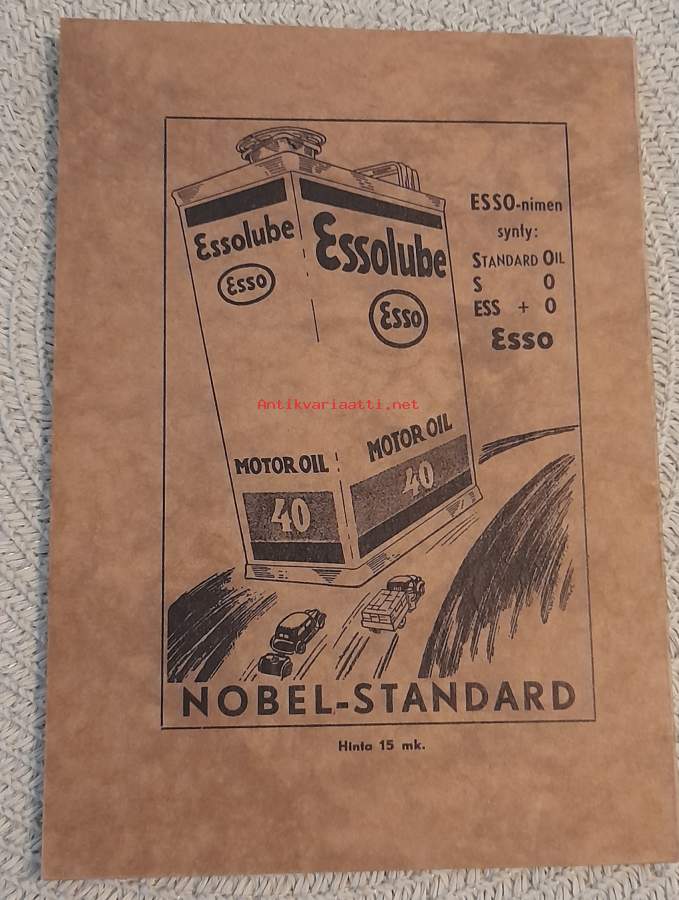 Essolube
Esso
Essolube
Esso
MOTOR OIL
40
MOTOR OIL
40
ESSO-nimen
synty:
STANDARD OIL
S O
ESS + O
Esso
Antikvariaatti.net
NOBEL-STANDARD
Hinta 15 mk.